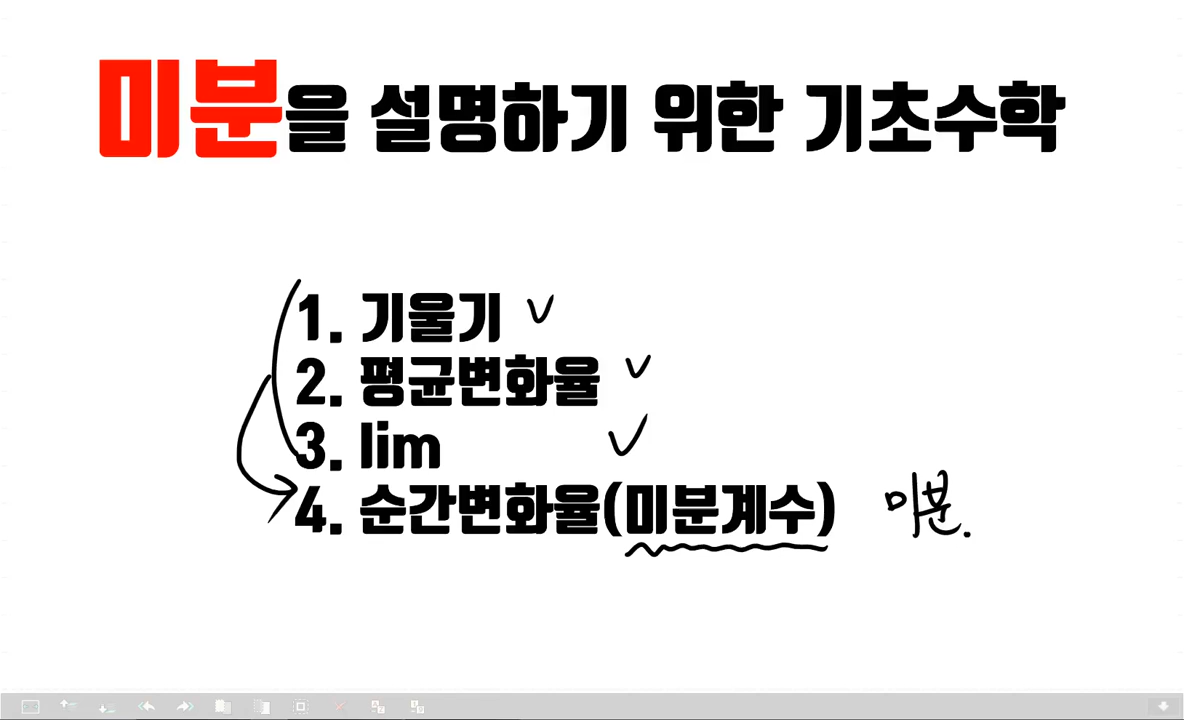 미분을 설명하기 위한 기초수학
1. 기울기
2. 평균변화율
3. lim
4. 순간변화율(미분계수) 미분.